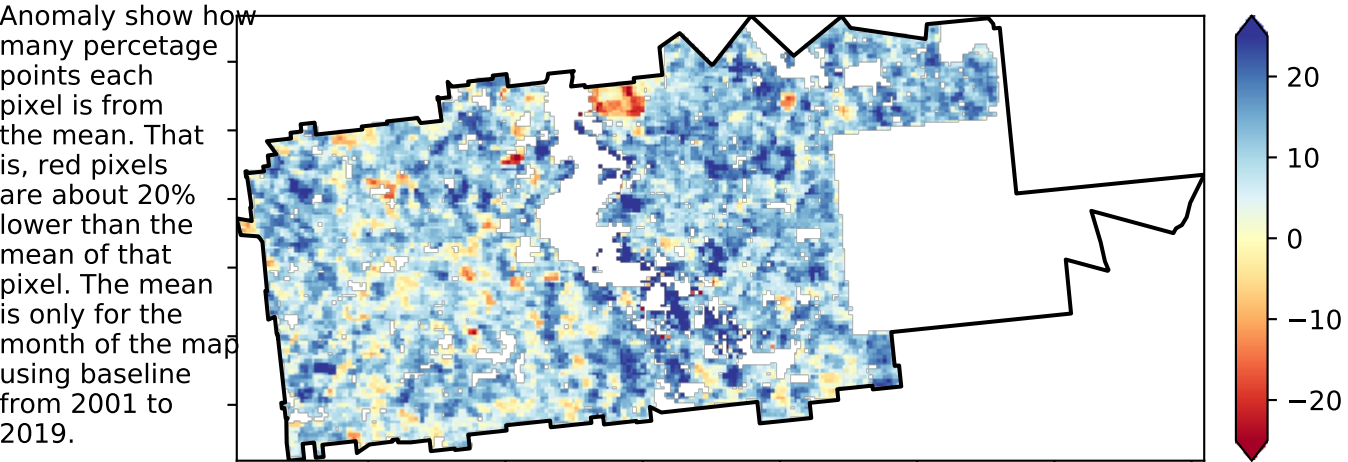 Anomaly show how
many percetage
points each
pixel is from
the mean. That
is, red pixels
are about 20%
lower than the
mean of that
pixel. The mean
is only for the
month of the map
using baseline
from 2001 to
2019.
20
10
0
−10
−20